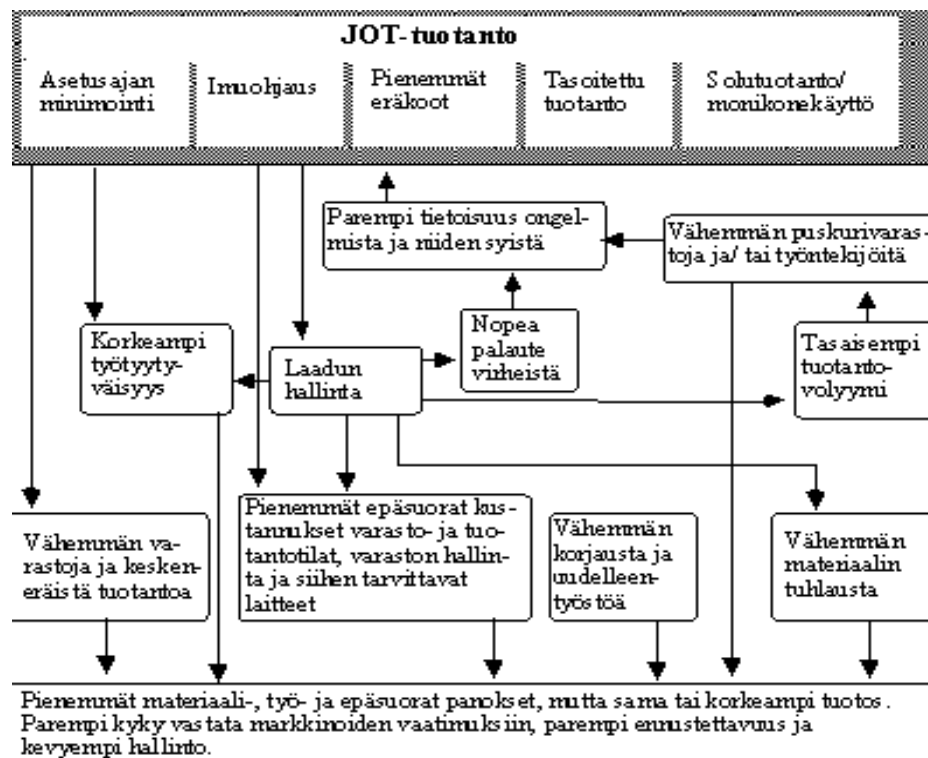 JOT-tuotanto
Asetusajan
minimointi
Imuohjaus
Pienemmät
eräkoot
Tasoitettu
tuotanto
Solutuotanto/
monikonekäyttö
Parempi tietoisuus ongel-
mista ja niiden syistä
Vähemmän puskurivaras-
toja ja/ tai työntekijöitä
Korkeampi
työtyyty-
väisyys
Laadun
hallinta
Nopea
palaute
virheistä
Tasaisempi
tuotanto-
volyymi
Vähemmän va-
rastoja ja kesken-
eräistä tuotantoa
Pienemmät epäsuorat kus-
tannukset varasto- ja tuo-
tantotilat, varaston hallin-
ta ja siihen tarvittavat
laitteet
Vähemmän
korjausta ja
uudelleen-
työstöä
Vähemmän
materiaalin
tuhlausta
Pienemmät materiaali-, työ- ja epäsuorat panokset, mutta sama tai korkeampi tuotos.
Parempi kyky vastata markkinoiden vaatimuksiin, parempi ennustettavuus ja
kevyempi hallinto.